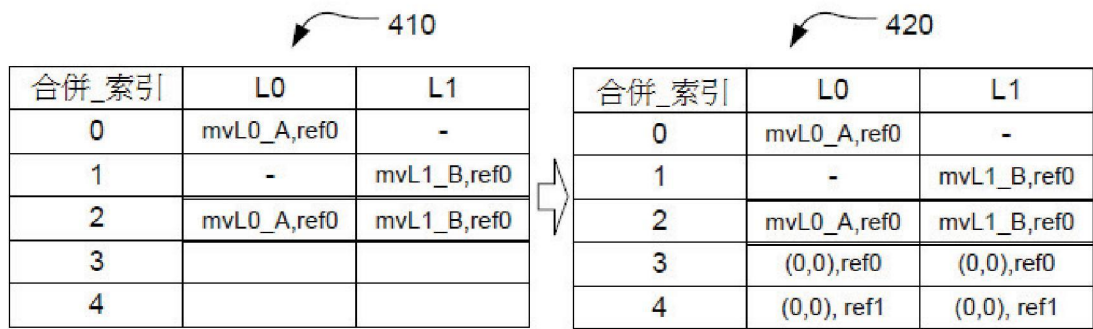 410
合併_索引 L0 L1
0 mvL0_A,ref0 -
1 - mvL1_B,ref0
2 mvL0_A,ref0 mvL1_B,ref0
3
4
420
合併_索引 L0 L1
0 mvL0_A,ref0 -
1 - mvL1_B,ref0
2 mvL0_A,ref0 mvL1_B,ref0
3 (0,0),ref0 (0,0),ref0
4 (0,0), ref1 (0,0), ref1